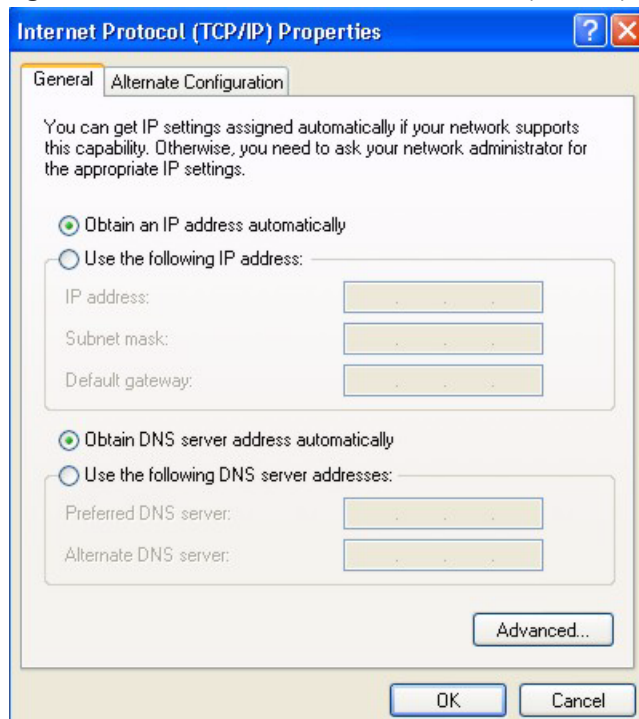 Internet Protocol (TCP/IP) Properties
General
Alternate Configuration
You can get IP settings assigned automatically if your network supports
this capability. Otherwise, you need to ask your network administrator for
the appropriate IP settings.
Obtain an IP address automatically
Use the following IP address:
IP address:
Subnet mask:
Default gateway:
Obtain DNS server address automatically
Use the following DNS server addresses:
Preferred DNS server:
Alternate DNS server:
Advanced...
OK
Cancel